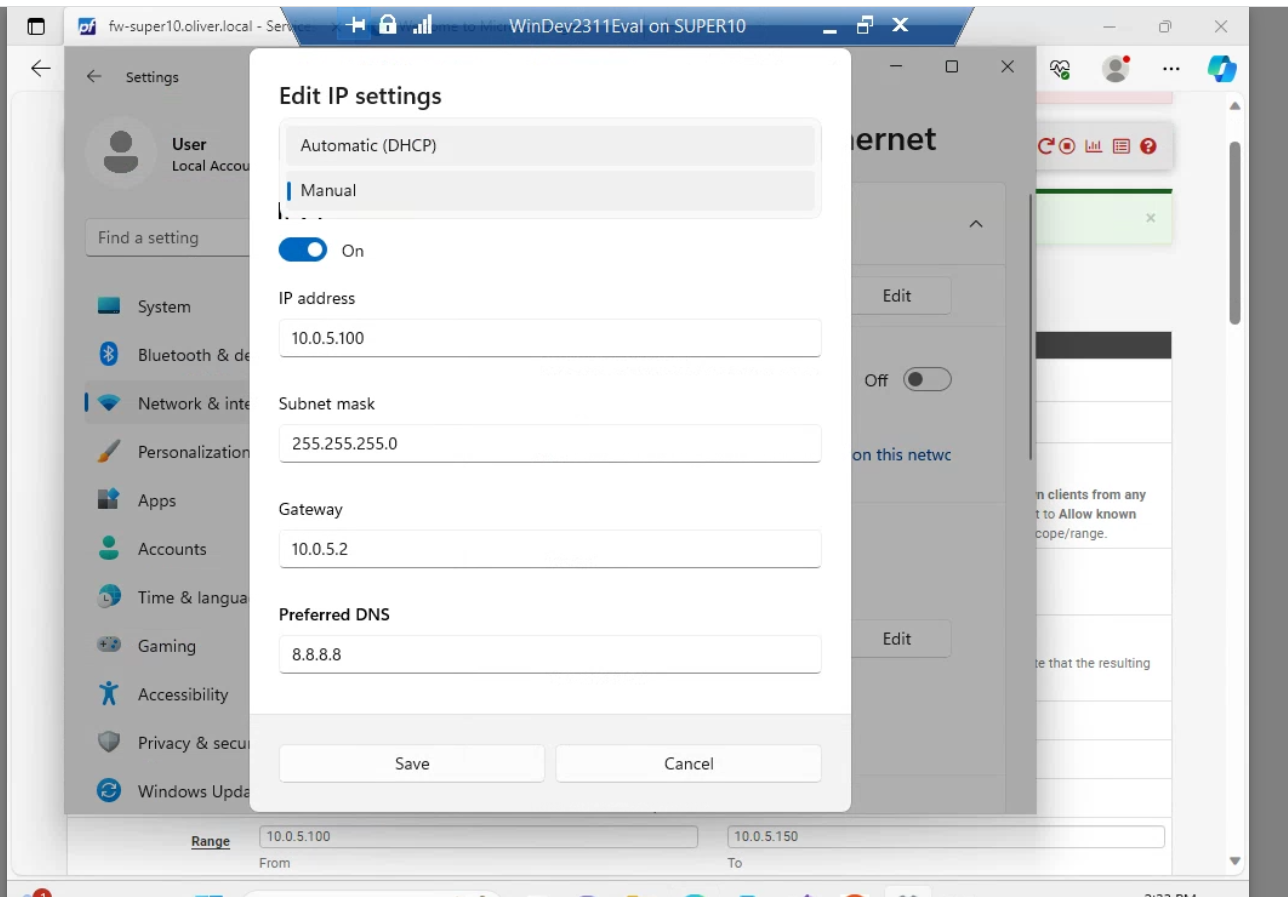 fw-super10.oliver.local - Serv
WinDev2311Eval on SUPER10
Settings
User
Local Accou
Find a setting
System
Bluetooth & de
Network & inte
Personalization
Apps
Accounts
Time & langua
Gaming
Accessibility
Privacy & secu
Windows Upda
Edit IP settings
Automatic (DHCP)
Manual
On
IP address
10.0.5.100
Subnet mask
255.255.255.0
Gateway
10.0.5.2
Preferred DNS
8.8.8.8
Save
Cancel
ernet
Edit
Off
on this netwo
Edit
n clients from any
t to Allow known
cope/range.
te that the resulting
Range
10.0.5.100
10.0.5.150
From
To